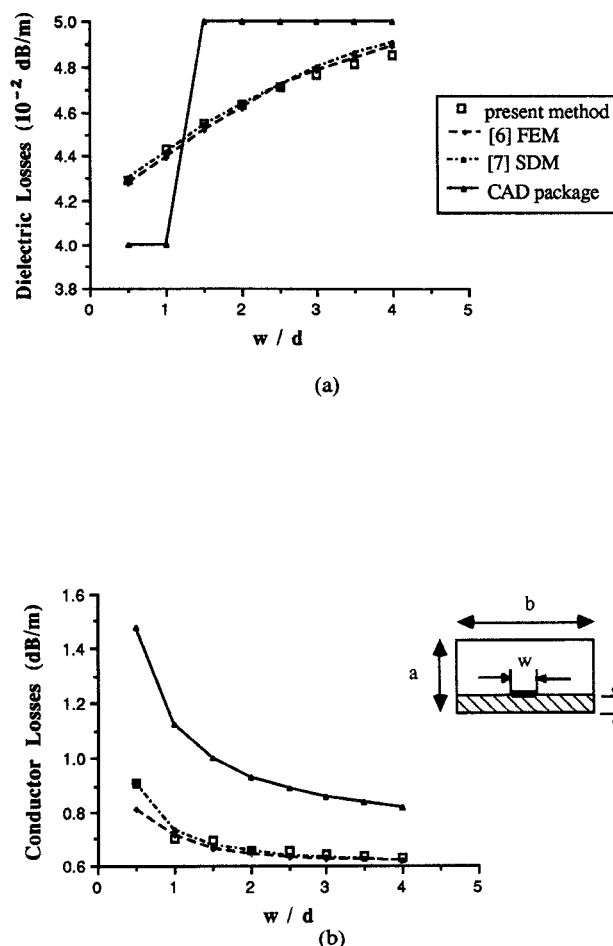 5.0
4.8
4.6
4.4
4.2
4.0
3.8
Dielectric Losses (10⁻² dB/m)
0 1 2 3 4 5
w / d
present method
[6] FEM
[7] SDM
CAD package
(a)
1.6
1.4
1.2
1.0
0.8
0.6
Conductor Losses (dB/m)
0 1 2 3 4 5
w / d
b
a
w
(b)